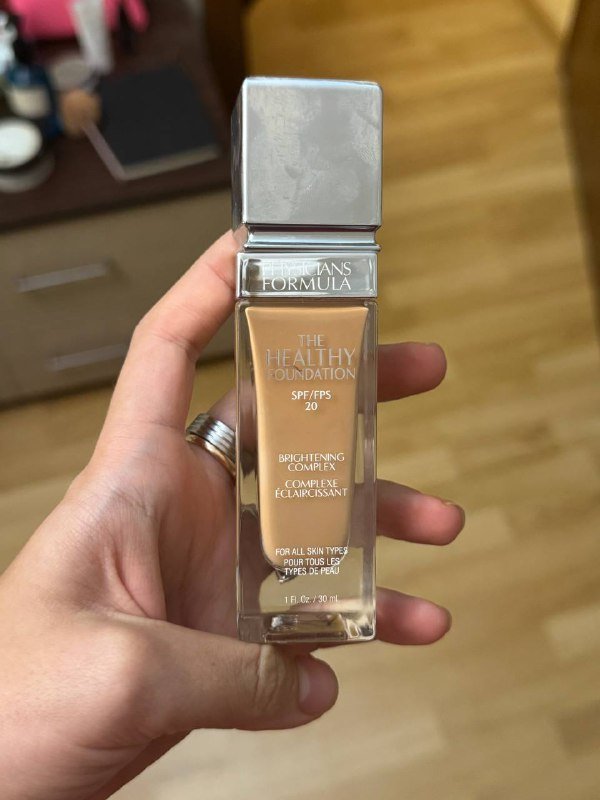 PHYSICIANS
FORMULA
THE
HEALTHY
FOUNDATION
SPF/FPS
20
BRIGHTENING
COMPLEX
COMPLEXE
ÉCLAIRCISSANT
FOR ALL SKIN TYPES
POUR TOUS LES
TYPES DE PEAU
1 Fl. Oz. / 30 ml